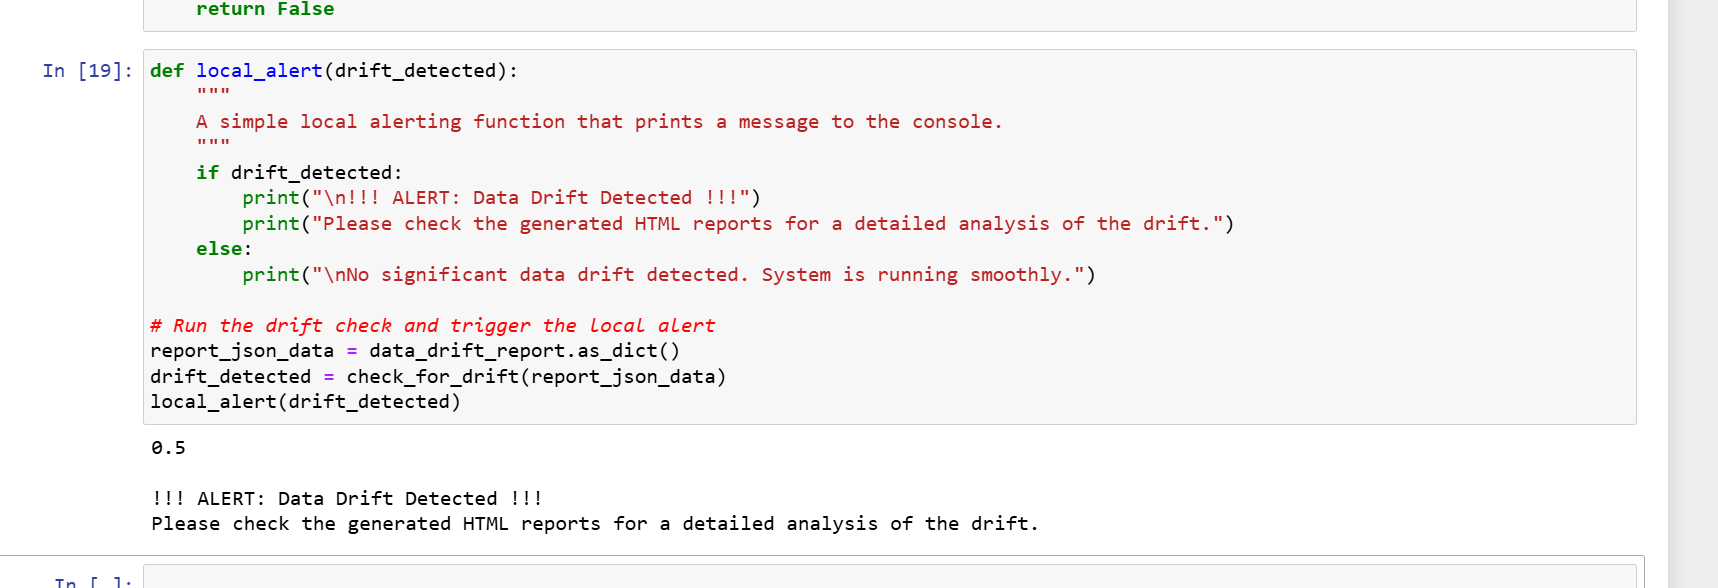 return False
In [19]: def local_alert(drift_detected):
    """
    A simple local alerting function that prints a message to the console.
    """
    if drift_detected:
        print("\n!!! ALERT: Data Drift Detected !!!")
        print("Please check the generated HTML reports for a detailed analysis of the drift.")
    else:
        print("\nNo significant data drift detected. System is running smoothly.")

# Run the drift check and trigger the local alert
report_json_data = data_drift_report.as_dict()
drift_detected = check_for_drift(report_json_data)
local_alert(drift_detected)
0.5

!!! ALERT: Data Drift Detected !!!
Please check the generated HTML reports for a detailed analysis of the drift.
In [ ]: